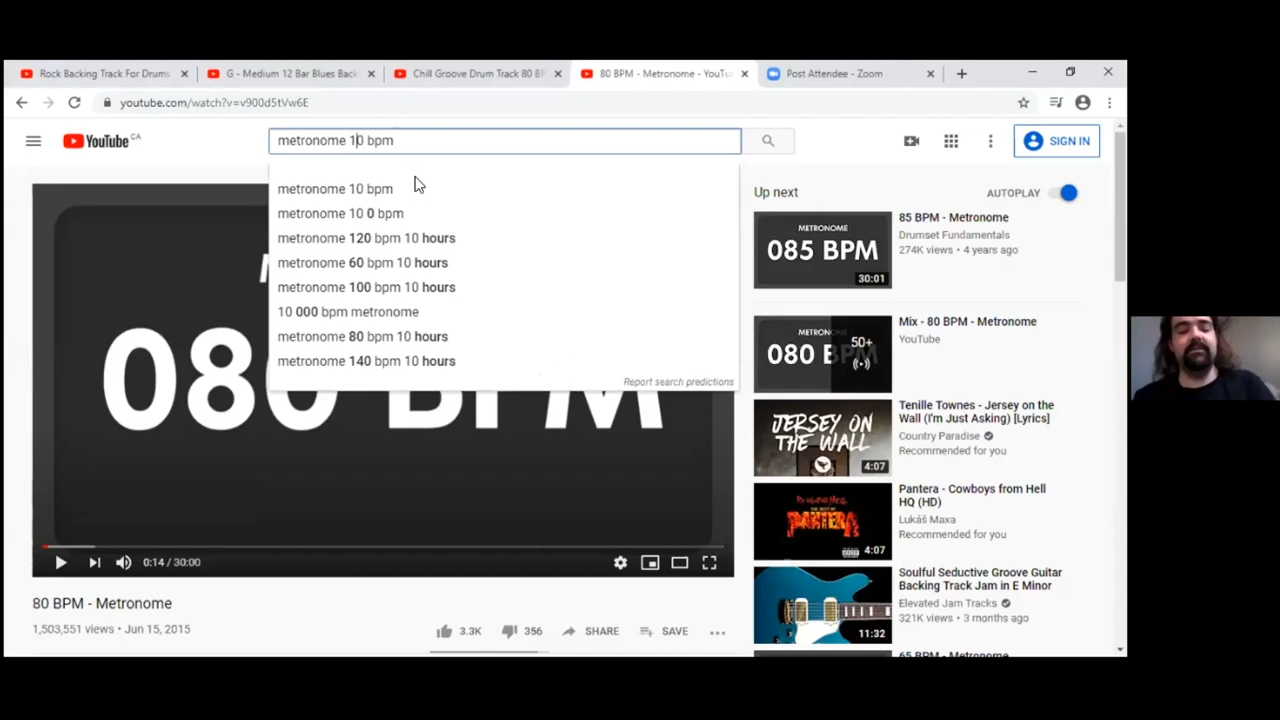 Rock Backing Track For Drums
G - Medium 12 Bar Blues Back
Chill Groove Drum Track 80 B
80 BPM - Metronome - YouTu
Post Attendee - Zoom
youtube.com/watch?v=v900d5tVw6E
YouTube CA
metronome 10 bpm
SIGN IN
metronome 10 bpm
metronome 10 0 bpm
metronome 120 bpm 10 hours
metronome 60 bpm 10 hours
metronome 100 bpm 10 hours
10 000 bpm metronome
metronome 80 bpm 10 hours
metronome 140 bpm 10 hours
Report search predictions
080 BPM
0:14 / 30:00
80 BPM - Metronome
1,503,551 views • Jun 15, 2015
3.3K
356
SHARE
SAVE
Up next
AUTOPLAY
METRONOME
085 BPM
30:01
85 BPM - Metronome
Drumset Fundamentals
274K views • 4 years ago
METRONOME
080 BPM
50+
Mix - 80 BPM - Metronome
YouTube
JERSEY ON
THE WALL
4:07
Tenille Townes - Jersey on the
Wall (I'm Just Asking) [Lyrics]
Country Paradise
Recommended for you
PANTERA
4:07
Pantera - Cowboys from Hell
HQ (HD)
Lukáš Maxa
Recommended for you
11:32
Soulful Seductive Groove Guitar
Backing Track Jam in E Minor
Elevated Jam Tracks
321K views • 3 months ago
65 BPM - Metronome